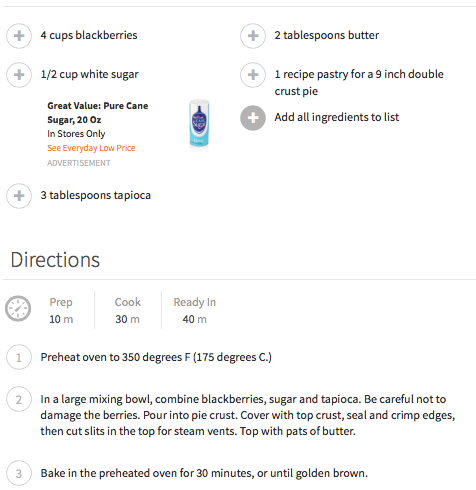 4 cups blackberries
1/2 cup white sugar
Great Value: Pure Cane
Sugar, 20 Oz
In Stores Only
See Everyday Low Price
ADVERTISEMENT
3 tablespoons tapioca
2 tablespoons butter
1 recipe pastry for a 9 inch double
crust pie
Add all ingredients to list
Directions
Prep
10 m
Cook
30 m
Ready In
40 m
1
Preheat oven to 350 degrees F (175 degrees C.)
2
In a large mixing bowl, combine blackberries, sugar and tapioca. Be careful not to
damage the berries. Pour into pie crust. Cover with top crust, seal and crimp edges,
then cut slits in the top for steam vents. Top with pats of butter.
3
Bake in the preheated oven for 30 minutes, or until golden brown.